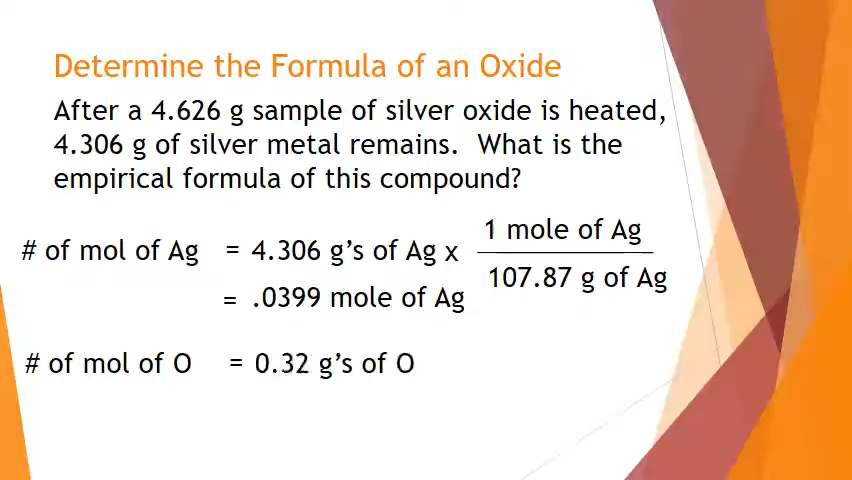 Determine the Formula of an Oxide
After a 4.626 g sample of silver oxide is heated,
4.306 g of silver metal remains.  What is the
empirical formula of this compound?
# of mol of Ag = 4.306 g’s of Ag x 1 mole of Ag
107.87 g of Ag
= .0399 mole of Ag
# of mol of O = 0.32 g’s of O